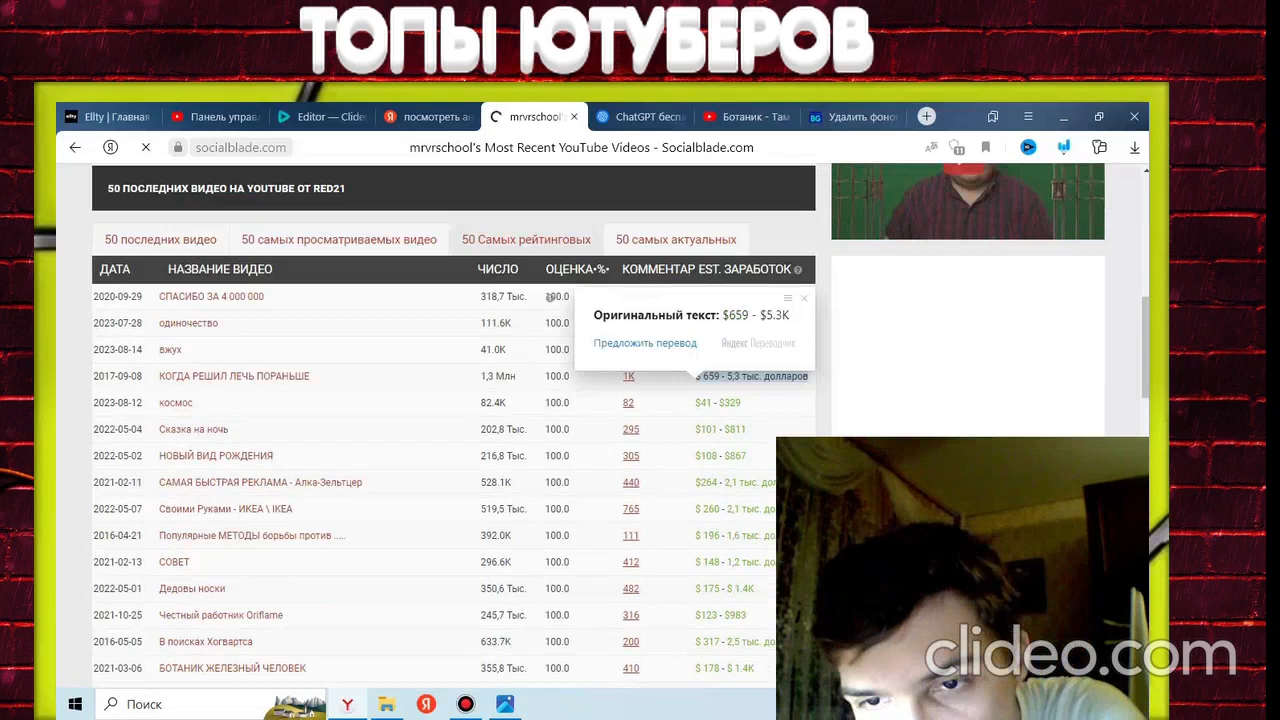 ТОПЫ ЮТУБЕРОВ
Ellty | Главная
Панель управ
Editor — Clide
посмотреть ан
mrvrschool's
ChatGPT бесп
Ботаник - Там
Удалить фоно
socialblade.com
mrvrschool's Most Recent YouTube Videos - Socialblade.com
50 ПОСЛЕДНИХ ВИДЕО НА YOUTUBE ОТ RED21
50 последних видео 50 самых просматриваемых видео 50 Самых рейтинговых 50 самых актуальных
ДАТА НАЗВАНИЕ ВИДЕО ЧИСЛО ОЦЕНКА•%• КОММЕНТАР EST. ЗАРАБОТОК
2020-09-29 СПАСИБО ЗА 4 000 000 318,7 Тыс. 100.0
Оригинальный текст: $659 - $5.3K
2023-07-28 одиночество 111.6K 100.0
Предложить перевод Яндекс Переводчик
2023-08-14 вжух 41.0K 100.0
2017-09-08 КОГДА РЕШИЛ ЛЕЧЬ ПОРАНЬШЕ 1,3 Млн 100.0 1K $ 659 - 5,3 тыс. долларов
2023-08-12 космос 82.4K 100.0 82 $41 - $329
2022-05-04 Сказка на ночь 202,8 Тыс. 100.0 295 $101 - $811
2022-05-02 НОВЫЙ ВИД РОЖДЕНИЯ 216,8 Тыс. 100.0 305 $108 - $867
2021-02-11 САМАЯ БЫСТРАЯ РЕКЛАМА - Алка-Зельтцер 528.1K 100.0 440 $264 - 2,1 тыс. дол
2022-05-07 Своими Руками - ИКЕА \ IKEA 519,5 Тыс. 100.0 765 $ 260 - 2,1 тыс. до
2016-04-21 Популярные МЕТОДЫ борьбы против ..... 392.0K 100.0 111 $ 196 - 1,6 тыс. до
2021-02-13 СОВЕТ 296.6K 100.0 412 $ 148 - 1,2 тыс. до
2022-05-01 Дедовы носки 350,6 Тыс. 100.0 482 $ 175 - $ 1.4K
2021-10-25 Честный работник Oriflame 245,7 Тыс. 100.0 316 $123 - $983
2016-05-05 В поисках Хогвартса 33.7K 100.0 200 $ 317 - 2,5 тыс. до
2021-03-06 БОТАНИК ЖЕЛЕЗНЫЙ ЧЕЛОВЕК 355,8 Тыс. 100.0 410 $ 178 - $ 1.4K
clideo.com
Поиск